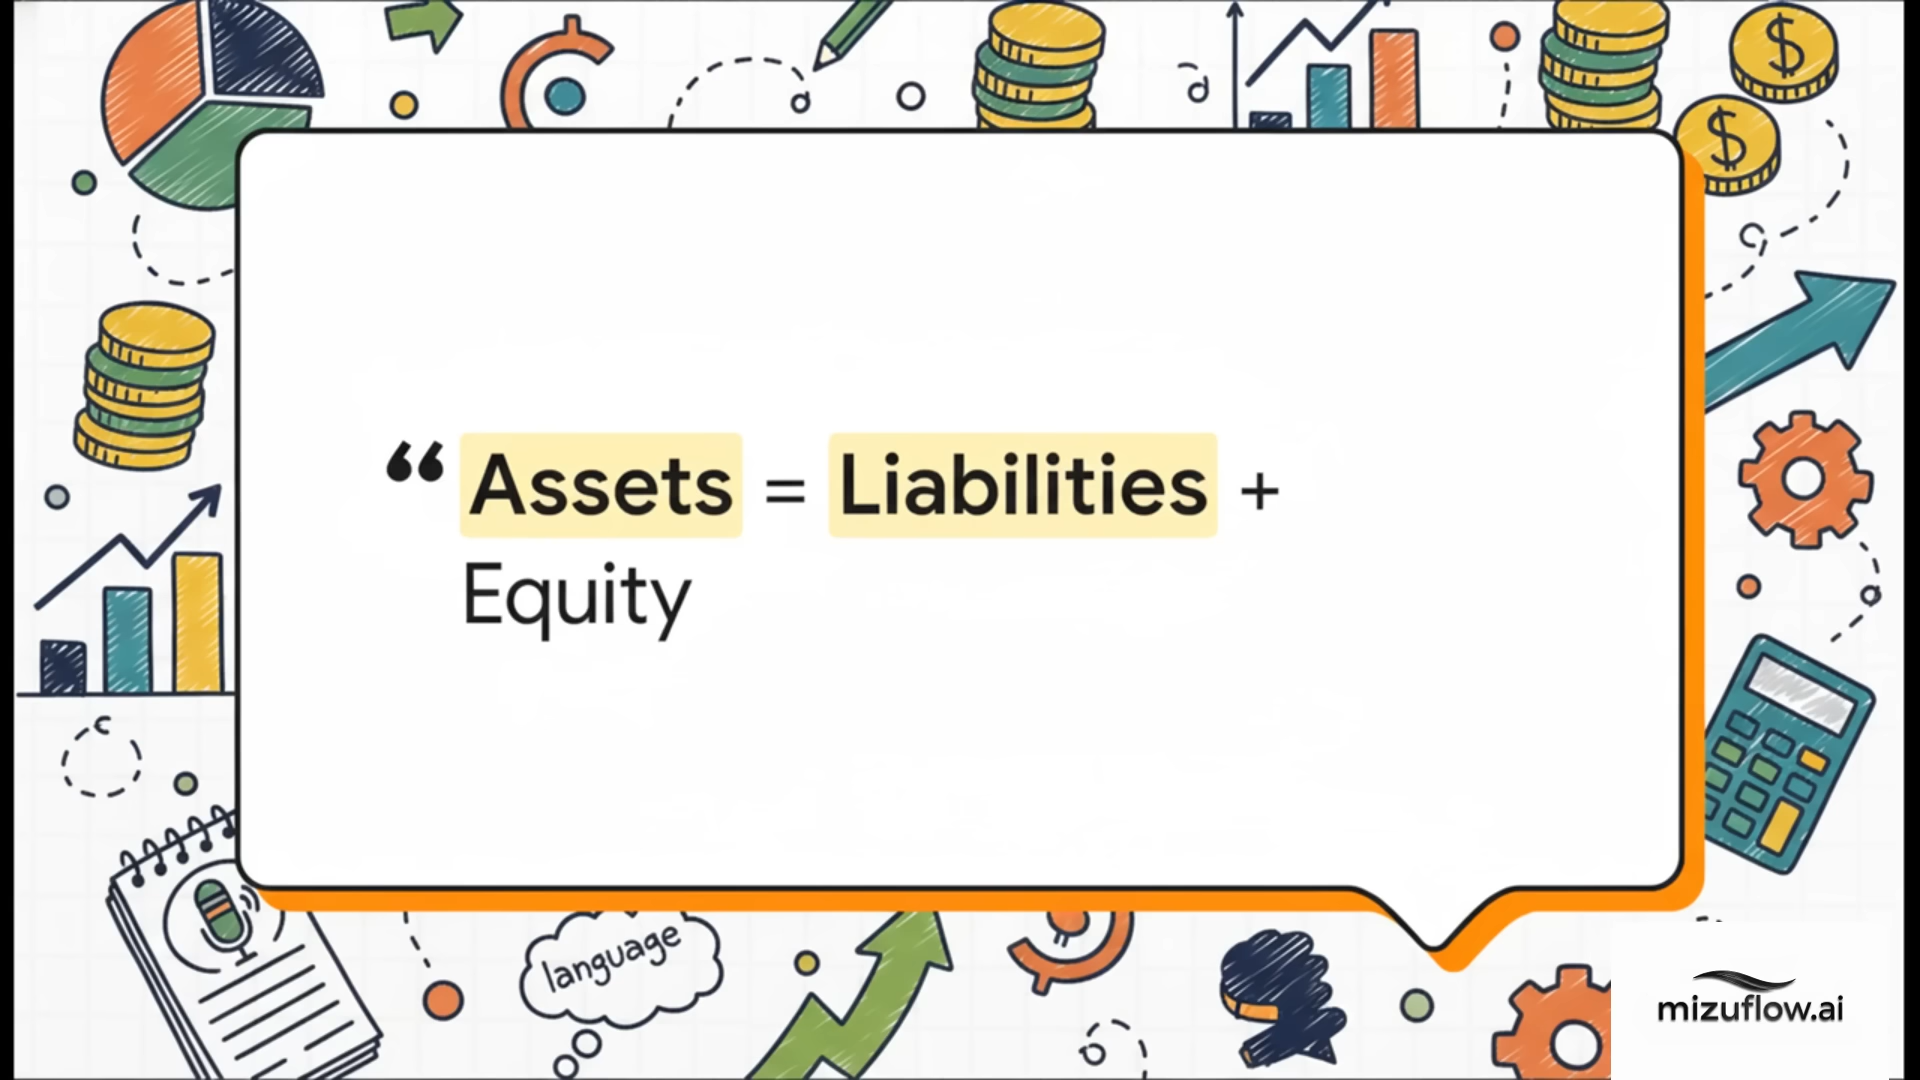 “Assets = Liabilities +
Equity
language
mizuflow.ai